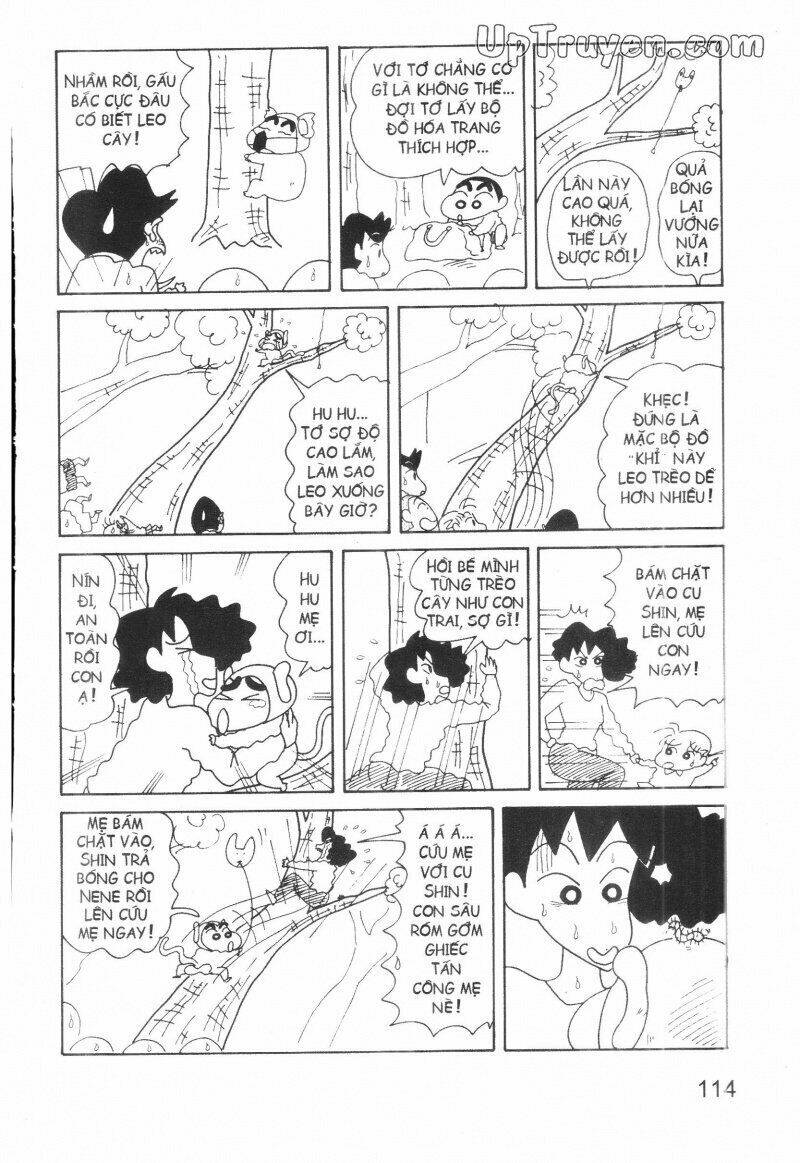 UpTruyen.com
QUẢ
BÓNG
LẠI
VƯỚNG
NỮA
KÌA!
LẦN NÀY
CAO QUÁ,
KHÔNG
THỂ LẤY
ĐƯỢC RỒI!
VỚI TỚ CHẲNG CÓ
GÌ LÀ KHÔNG THỂ...
ĐỢI TỚ LẤY BỘ
ĐỒ HÓA TRANG
THÍCH HỢP...
NHẦM RỒI, GẤU
BẮC CỰC ĐÂU
CÓ BIẾT LEO
CÂY!
KHẸC!
ĐÚNG LÀ
MẶC BỘ ĐỒ
"KHỈ" NÀY
LEO TRÈO DỄ
HƠN NHIỀU!
HU HU...
TỚ SỢ ĐỘ
CAO LẮM,
LÀM SAO
LEO XUỐNG
BÂY GIỜ?
BÁM CHẶT
VÀO CU
SHIN, MẸ
LÊN CỨU
CON
NGAY!
HỒI BÉ MÌNH
TỪNG TRÈO
CÂY NHƯ CON
TRAI, SỢ GÌ!
HU
HU
MẸ
ƠI...
NÍN
ĐI,
AN
TOÀN
RỒI
CON
Ạ!
Á Á Á...
CỨU MẸ
VỚI CU
SHIN!
CON SÂU
RÓM GỚM
GHIẾC
TẤN
CÔNG MẸ
NÈ!
MẸ BÁM
CHẶT VÀO,
SHIN TRẢ
BÓNG CHO
NENE RỒI
LÊN CỨU
MẸ NGAY!
114